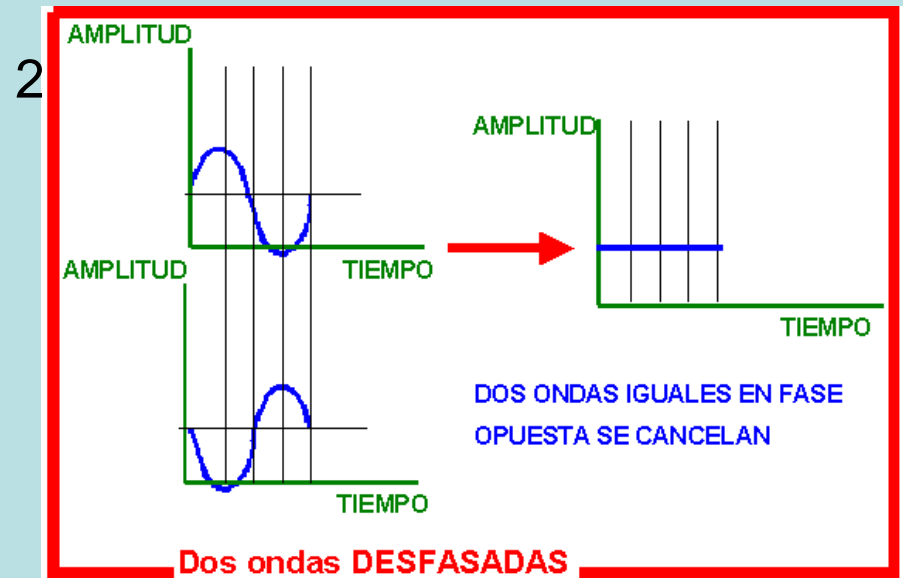 2
AMPLITUD
TIEMPO
AMPLITUD
TIEMPO
AMPLITUD
TIEMPO
DOS ONDAS IGUALES EN FASE
OPUESTA SE CANCELAN
Dos ondas DESFASADAS